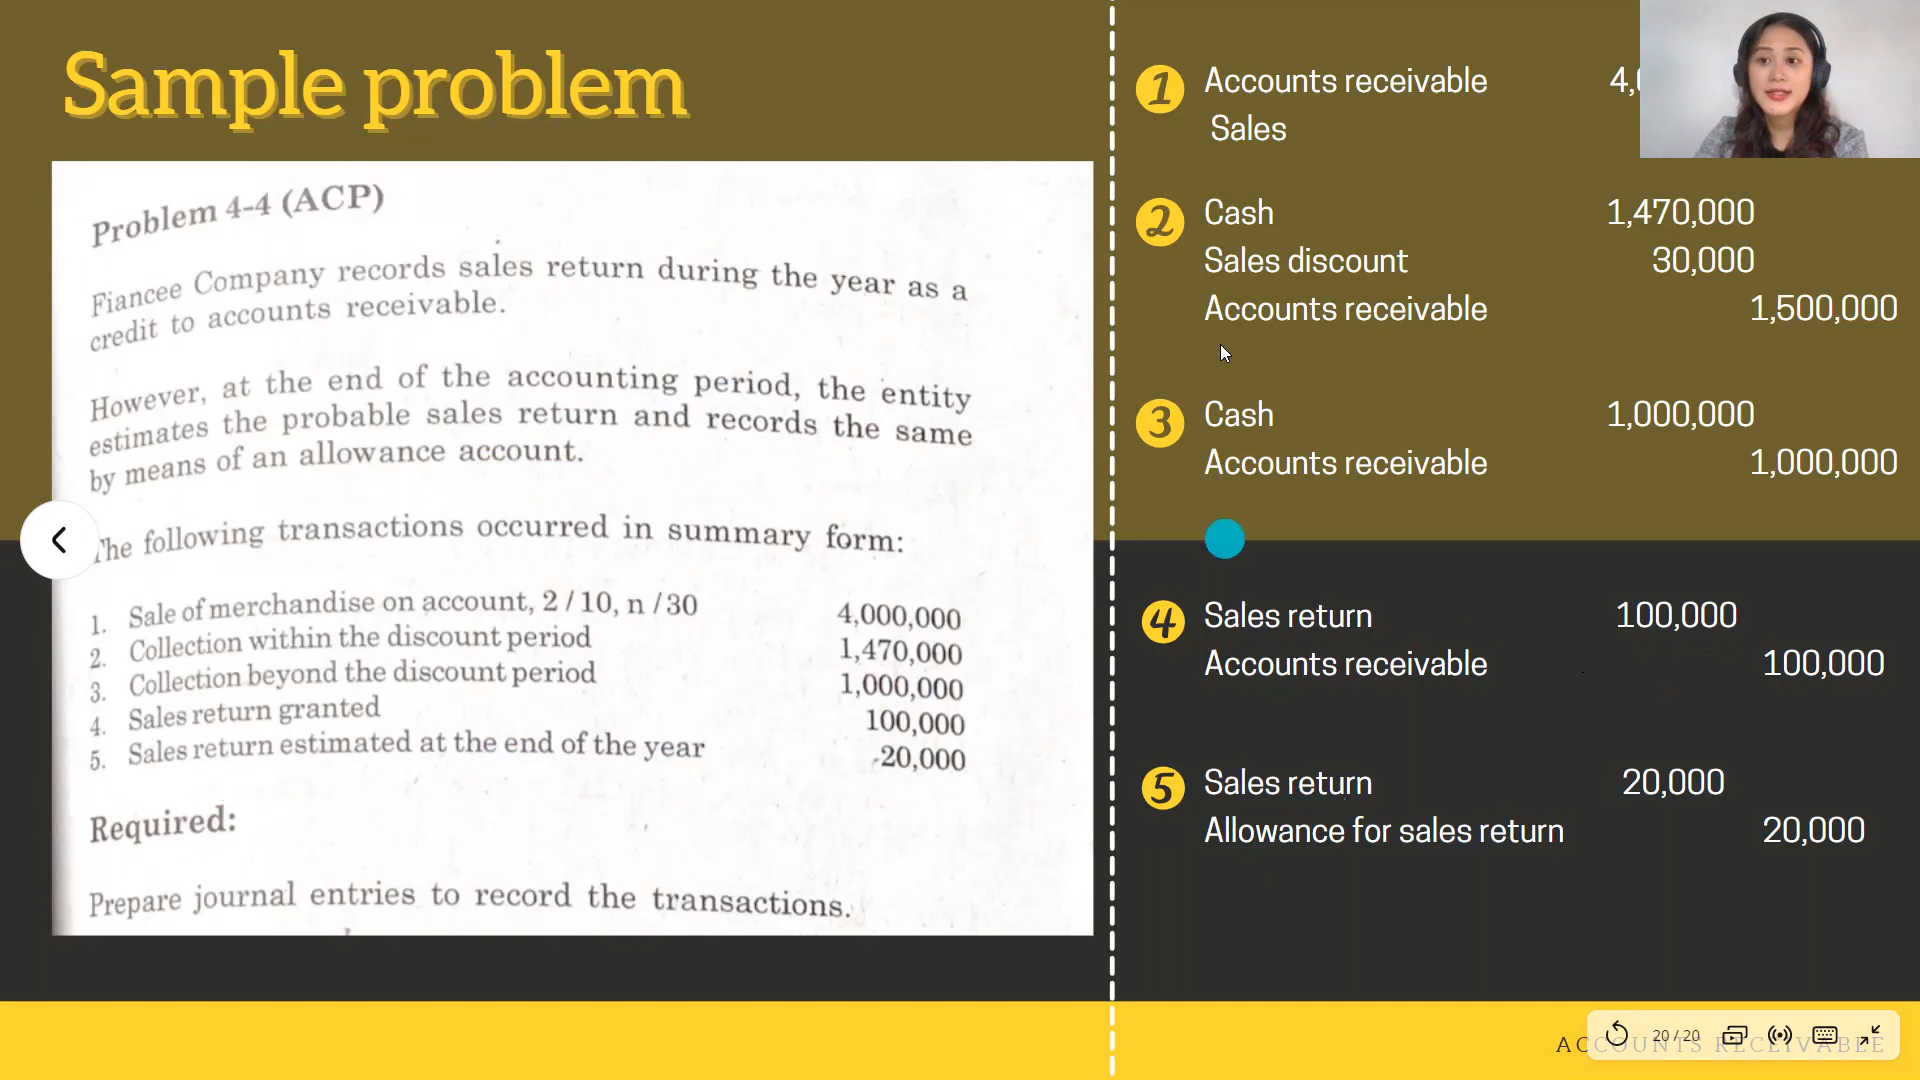 Sample problem
Problem 4-4 (ACP)
Fiancee Company records sales return during the year as a
credit to accounts receivable.
However, at the end of the accounting period, the entity
estimates the probable sales return and records the same
by means of an allowance account.
The following transactions occurred in summary form:
1. Sale of merchandise on account, 2 / 10, n / 30 4,000,000
2. Collection within the discount period 1,470,000
3. Collection beyond the discount period 1,000,000
4. Sales return granted 100,000
5. Sales return estimated at the end of the year 20,000
Required:
Prepare journal entries to record the transactions.
1 Accounts receivable
Sales
2 Cash 1,470,000
Sales discount 30,000
Accounts receivable 1,500,000
3 Cash 1,000,000
Accounts receivable 1,000,000
4 Sales return 100,000
Accounts receivable 100,000
5 Sales return 20,000
Allowance for sales return 20,000
ACCOUNTS RECEIVABLE
20 / 20